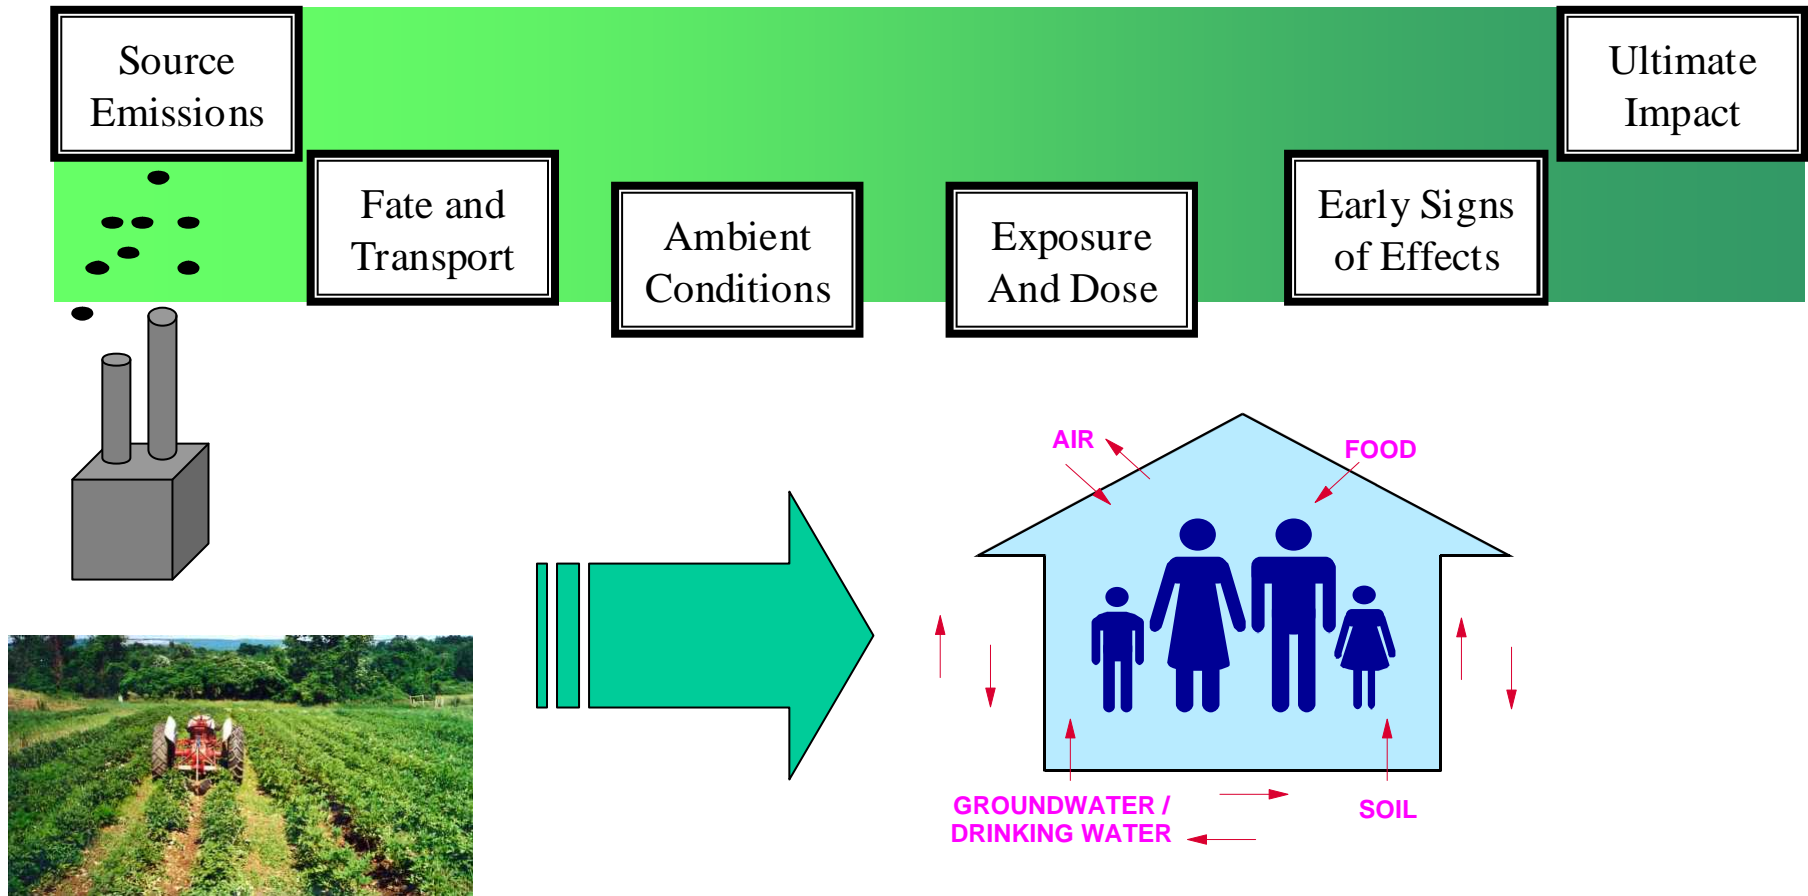 Source
Emissions
Fate and
Transport
Ambient
Conditions
Exposure
And Dose
Early Signs
of Effects
Ultimate
Impact
AIR
FOOD
GROUNDWATER /
DRINKING WATER
SOIL